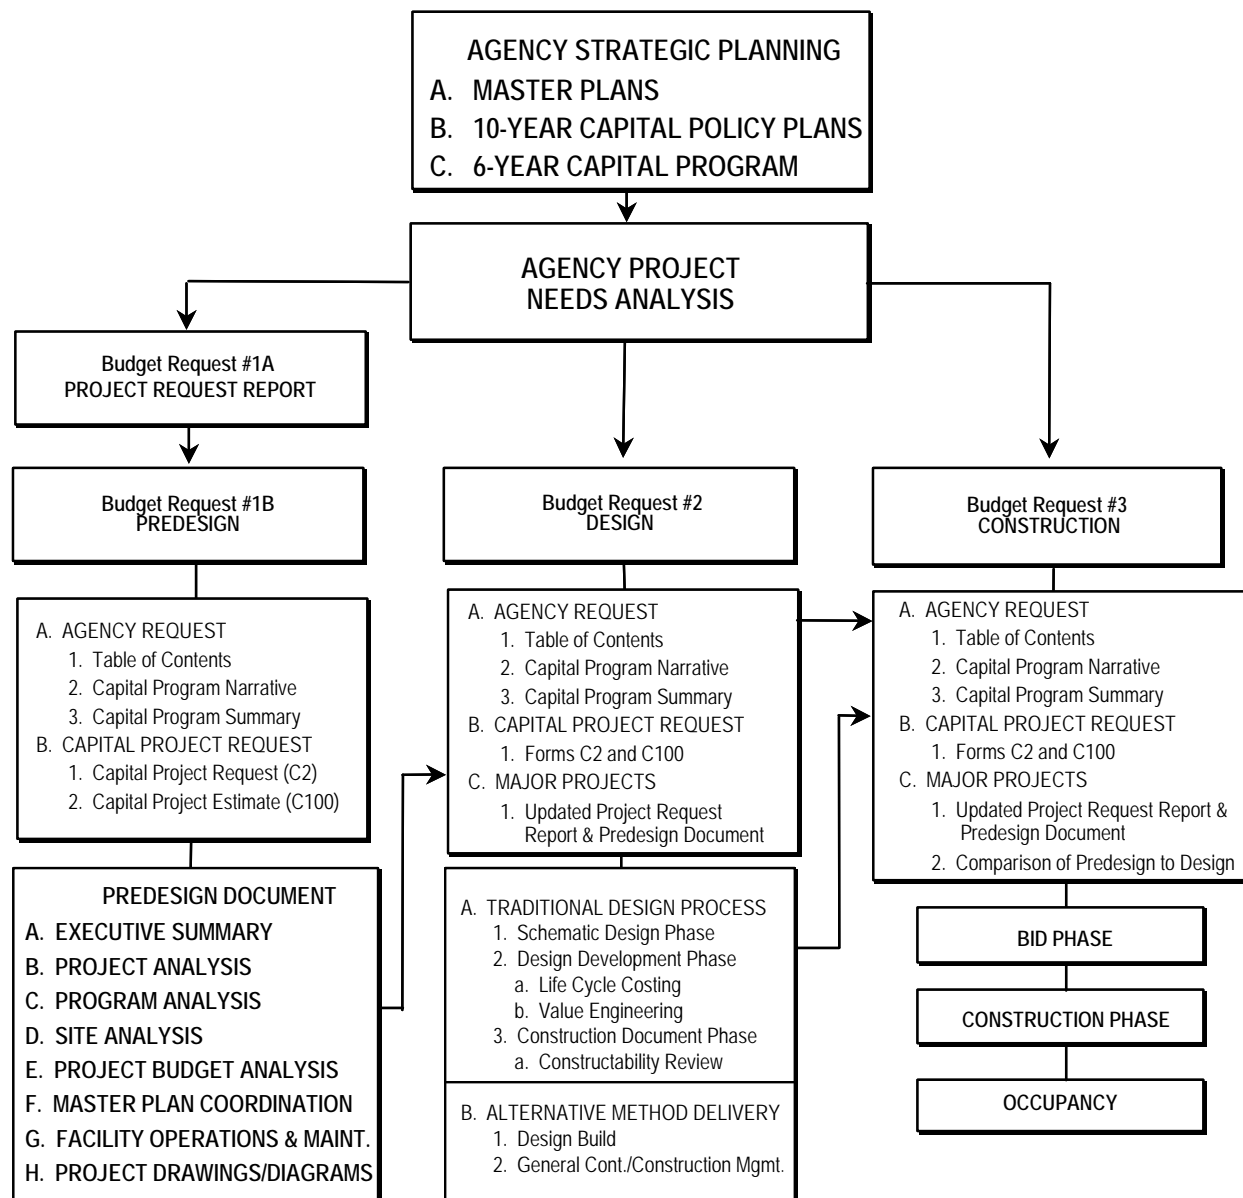 AGENCY STRATEGIC PLANNING
A. MASTER PLANS
B. 10-YEAR CAPITAL POLICY PLANS
C. 6-YEAR CAPITAL PROGRAM
AGENCY PROJECT
NEEDS ANALYSIS
Budget Request #1A
PROJECT REQUEST REPORT
Budget Request #1B
PREDESIGN
A. AGENCY REQUEST
1. Table of Contents
2. Capital Program Narrative
3. Capital Program Summary
B. CAPITAL PROJECT REQUEST
1. Capital Project Request (C2)
2. Capital Project Estimate (C100)
PREDESIGN DOCUMENT
A. EXECUTIVE SUMMARY
B. PROJECT ANALYSIS
C. PROGRAM ANALYSIS
D. SITE ANALYSIS
E. PROJECT BUDGET ANALYSIS
F. MASTER PLAN COORDINATION
G. FACILITY OPERATIONS & MAINT.
H. PROJECT DRAWINGS/DIAGRAMS
Budget Request #2
DESIGN
A. AGENCY REQUEST
1. Table of Contents
2. Capital Program Narrative
3. Capital Program Summary
B. CAPITAL PROJECT REQUEST
1. Forms C2 and C100
C. MAJOR PROJECTS
1. Updated Project Request
Report & Predesign Document
A. TRADITIONAL DESIGN PROCESS
1. Schematic Design Phase
2. Design Development Phase
a. Life Cycle Costing
b. Value Engineering
3. Construction Document Phase
a. Constructability Review
B. ALTERNATIVE METHOD DELIVERY
1. Design Build
2. General Cont./Construction Mgmt.
Budget Request #3
CONSTRUCTION
A. AGENCY REQUEST
1. Table of Contents
2. Capital Program Narrative
3. Capital Program Summary
B. CAPITAL PROJECT REQUEST
1. Forms C2 and C100
C. MAJOR PROJECTS
1. Updated Project Request Report &
Predesign Document
2. Comparison of Predesign to Design
BID PHASE
CONSTRUCTION PHASE
OCCUPANCY